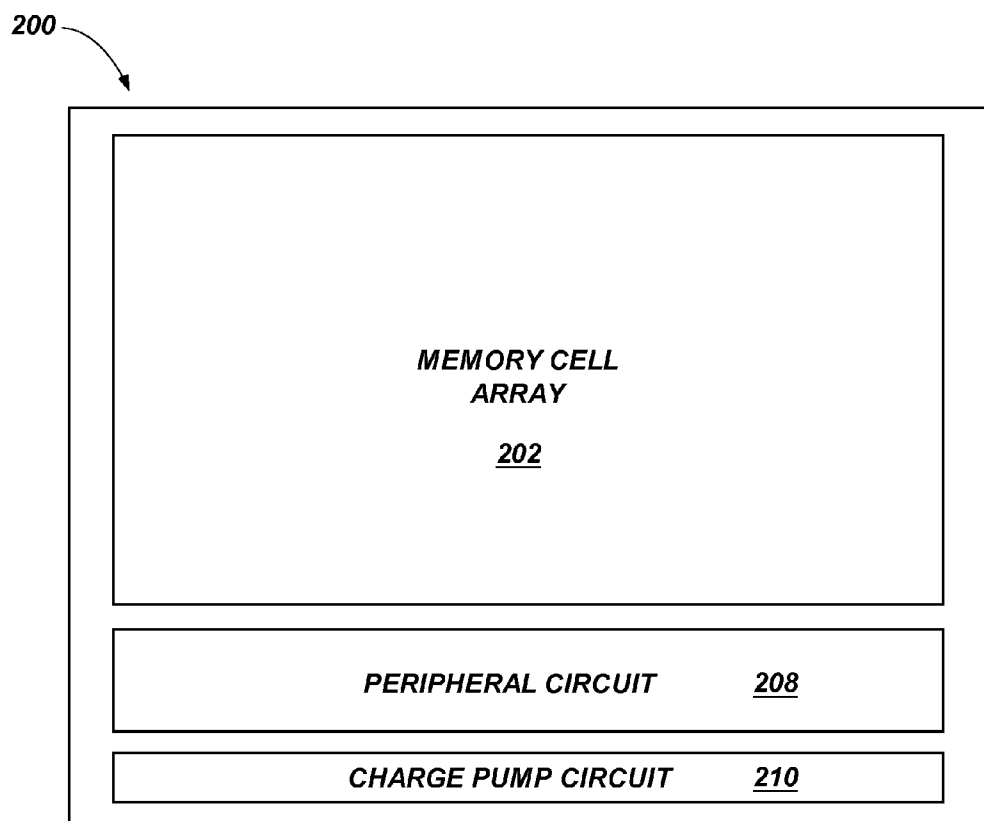 200
MEMORY CELL
ARRAY
202
PERIPHERAL CIRCUIT 208
CHARGE PUMP CIRCUIT 210